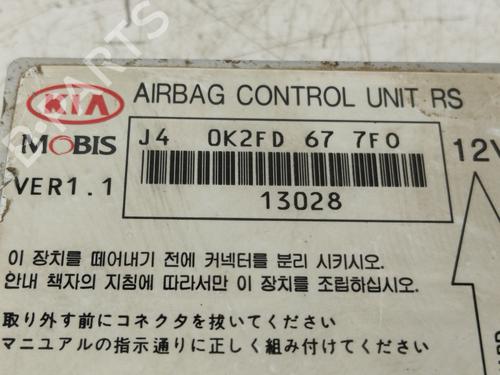 KIA
AIRBAG CONTROL UNIT RS
MOBIS
J4 0K2FD 67 7F0
VER1.1
13028
12V
이 장치를 떼어내기 전에 커넥터를 분리 시키시오.
안내 책자의 지침에 따라서만 이 장치를 조립하십시오.
取り外す前にコネクタを抜いてください
マニュアルの指示通りに正しく組み付けてください
B-PARTS